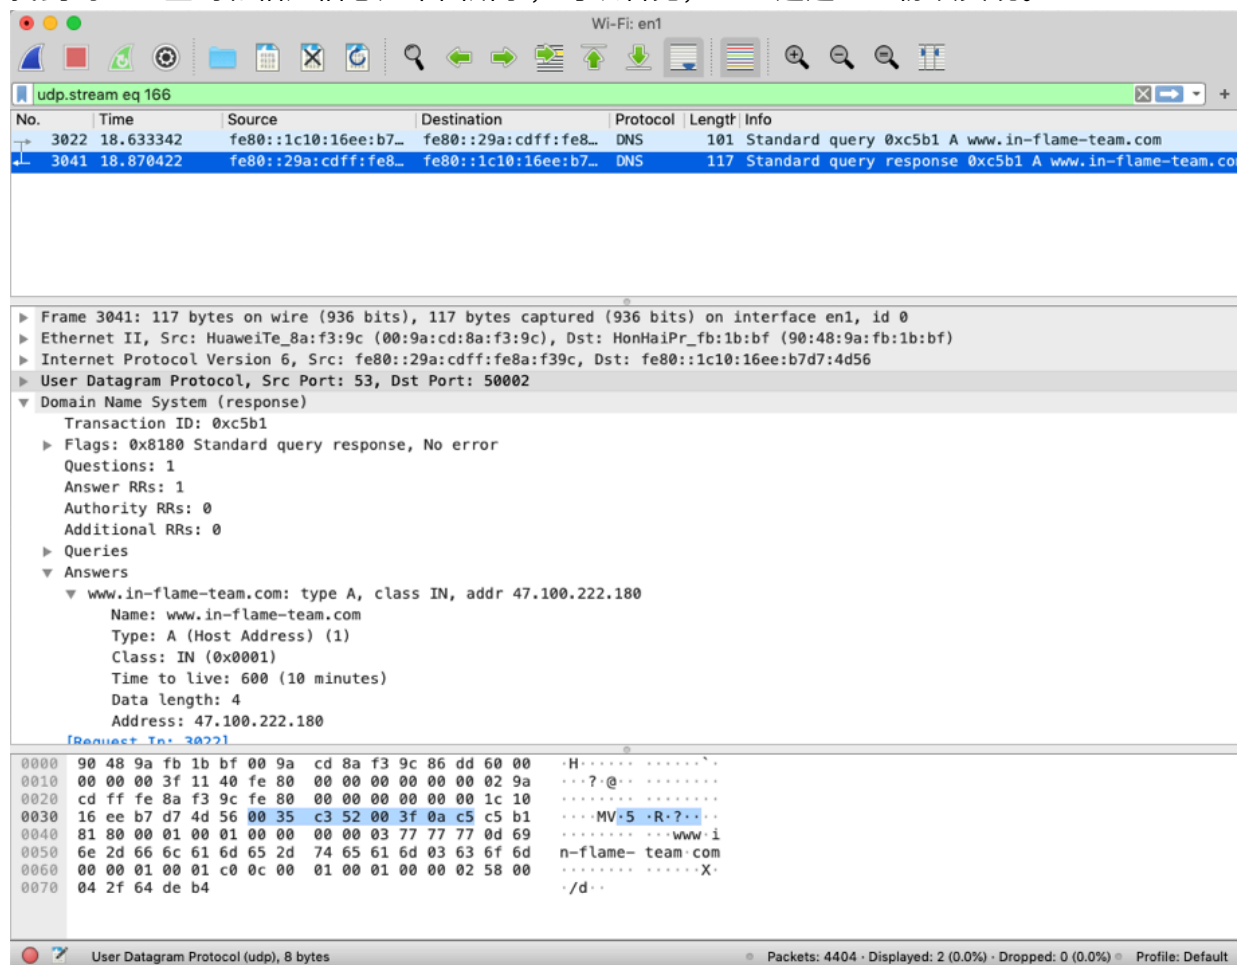 Wi-Fi: en1
udp.stream eq 166
No. Time Source Destination Protocol Length Info
3022 18.633342 fe80::1c10:16ee:b7… fe80::29a:cdff:fe8… DNS 101 Standard query 0xc5b1 A www.in-flame-team.com
3041 18.870422 fe80::29a:cdff:fe8… fe80::1c10:16ee:b7… DNS 117 Standard query response 0xc5b1 A www.in-flame-team.co
Frame 3041: 117 bytes on wire (936 bits), 117 bytes captured (936 bits) on interface en1, id 0
Ethernet II, Src: HuaweiTe_8a:f3:9c (00:9a:cd:8a:f3:9c), Dst: HonHaiPr_fb:1b:bf (90:48:9a:fb:1b:bf)
Internet Protocol Version 6, Src: fe80::29a:cdff:fe8a:f39c, Dst: fe80::1c10:16ee:b7d7:4d56
User Datagram Protocol, Src Port: 53, Dst Port: 50002
Domain Name System (response)
Transaction ID: 0xc5b1
Flags: 0x8180 Standard query response, No error
Questions: 1
Answer RRs: 1
Authority RRs: 0
Additional RRs: 0
Queries
Answers
www.in-flame-team.com: type A, class IN, addr 47.100.222.180
Name: www.in-flame-team.com
Type: A (Host Address) (1)
Class: IN (0x0001)
Time to live: 600 (10 minutes)
Data length: 4
Address: 47.100.222.180
[Request In: 3022]
0000 90 48 9a fb 1b bf 00 9a cd 8a f3 9c 86 dd 60 00 ·H······ ······`·
0010 00 00 00 3f 11 40 fe 80 00 00 00 00 00 00 02 9a ···?·@·· ········
0020 cd ff fe 8a f3 9c fe 80 00 00 00 00 00 00 1c 10 ········ ········
0030 16 ee b7 d7 4d 56 00 35 c3 52 00 3f 0a c5 c5 b1 ····MV·5 ·R·?····
0040 81 80 00 01 00 01 00 00 00 00 03 77 77 77 0d 69 ········ ···www·i
0050 6e 2d 66 6c 61 6d 65 2d 74 65 61 6d 03 63 6f 6d n-flame- team·com
0060 00 00 01 00 01 c0 0c 00 01 00 01 00 00 02 58 00 ········ ······X·
0070 04 2f 64 de b4 ·/d··
User Datagram Protocol (udp), 8 bytes Packets: 4404 · Displayed: 2 (0.0%) · Dropped: 0 (0.0%) Profile: Default